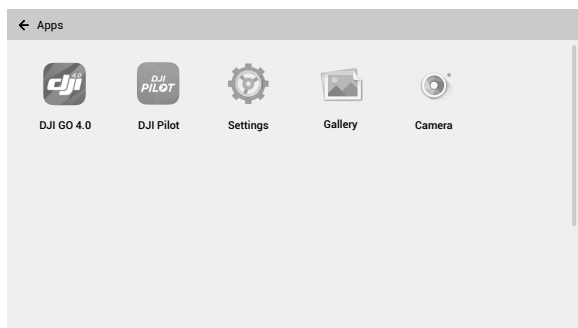 Apps
4.0
dji
DJI
PILOT
DJI GO 4.0
DJI Pilot
Settings
Gallery
Camera